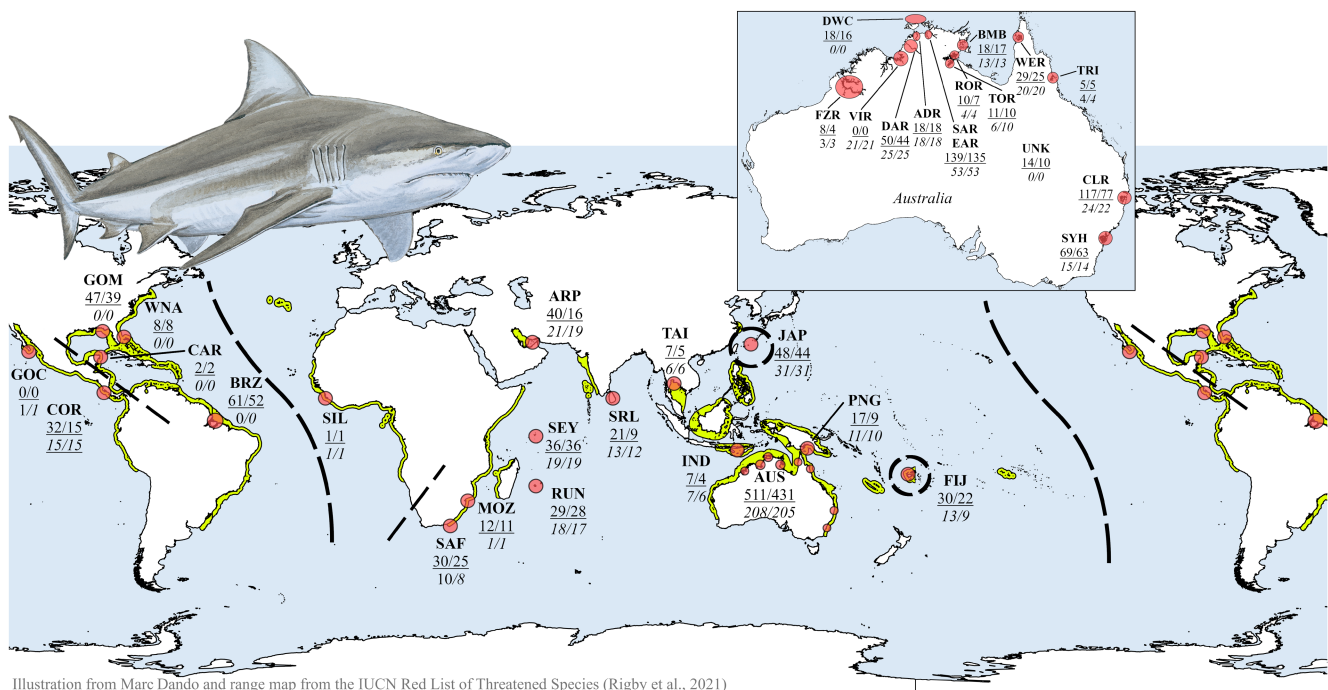 DWC
18/16
0/0
BMB
18/17
13/13
WER
29/25
20/20
TRI
5/5
4/4
ROR
10/7
4/4
TOR
11/10
6/10
FZR
8/4
3/3
VIR
0/0
21/21
DAR
50/44
25/25
ADR
18/18
18/18
SAR
EAR
139/135
53/53
UNK
14/10
0/0
CLR
117/77
24/22
Australia
SYH
69/63
15/14
GOM
47/39
0/0
WNA
8/8
0/0
CAR
2/2
0/0
GOC
0/0
1/1
COR
32/15
15/15
BRZ
61/52
0/0
SIL
1/1
1/1
ARP
40/16
21/19
SEY
36/36
19/19
RUN
29/28
18/17
MOZ
12/11
1/1
SAF
30/25
10/8
SRL
21/9
13/12
TAI
7/5
6/6
JAP
48/44
31/31
IND
7/4
7/6
PNG
17/9
11/10
AUS
511/431
208/205
FIJ
30/22
13/9
Illustration from Marc Dando and range map from the IUCN Red List of Threatened Species (Rigby et al., 2021)